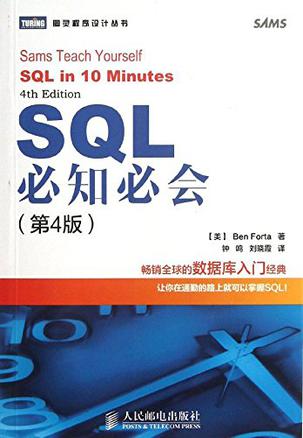 TURING 图灵程序设计丛书 SAMS
Sams Teach Yourself
SQL in 10 Minutes
4th Edition
SQL
必知必会
（第4版）
【美】 Ben Forta 著
钟鸣 刘晓霞 译
畅销全球的数据库入门经典
让你在通勤的路上就可以掌握SQL!
人民邮电出版社
POSTS & TELECOM PRESS